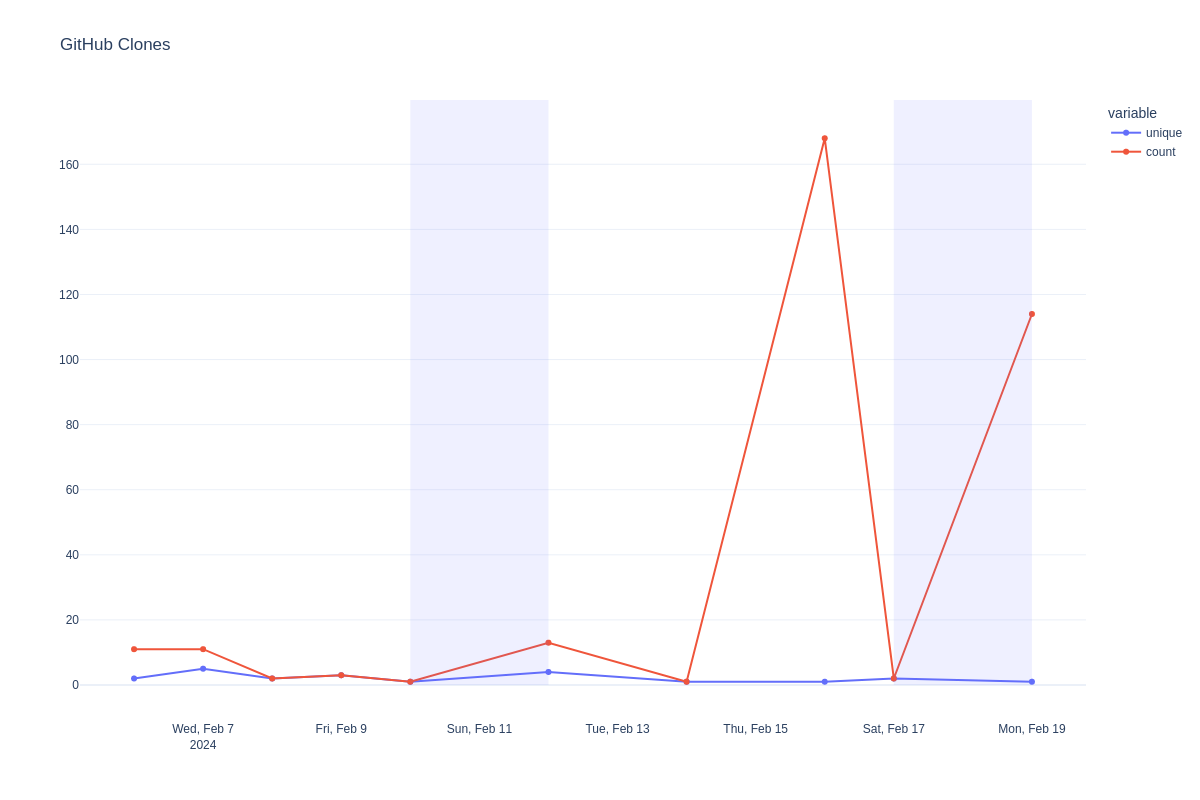 GitHub Clones
variable
unique
count
160
140
120
100
80
60
40
20
0
Wed, Feb 7
2024
Fri, Feb 9
Sun, Feb 11
Tue, Feb 13
Thu, Feb 15
Sat, Feb 17
Mon, Feb 19